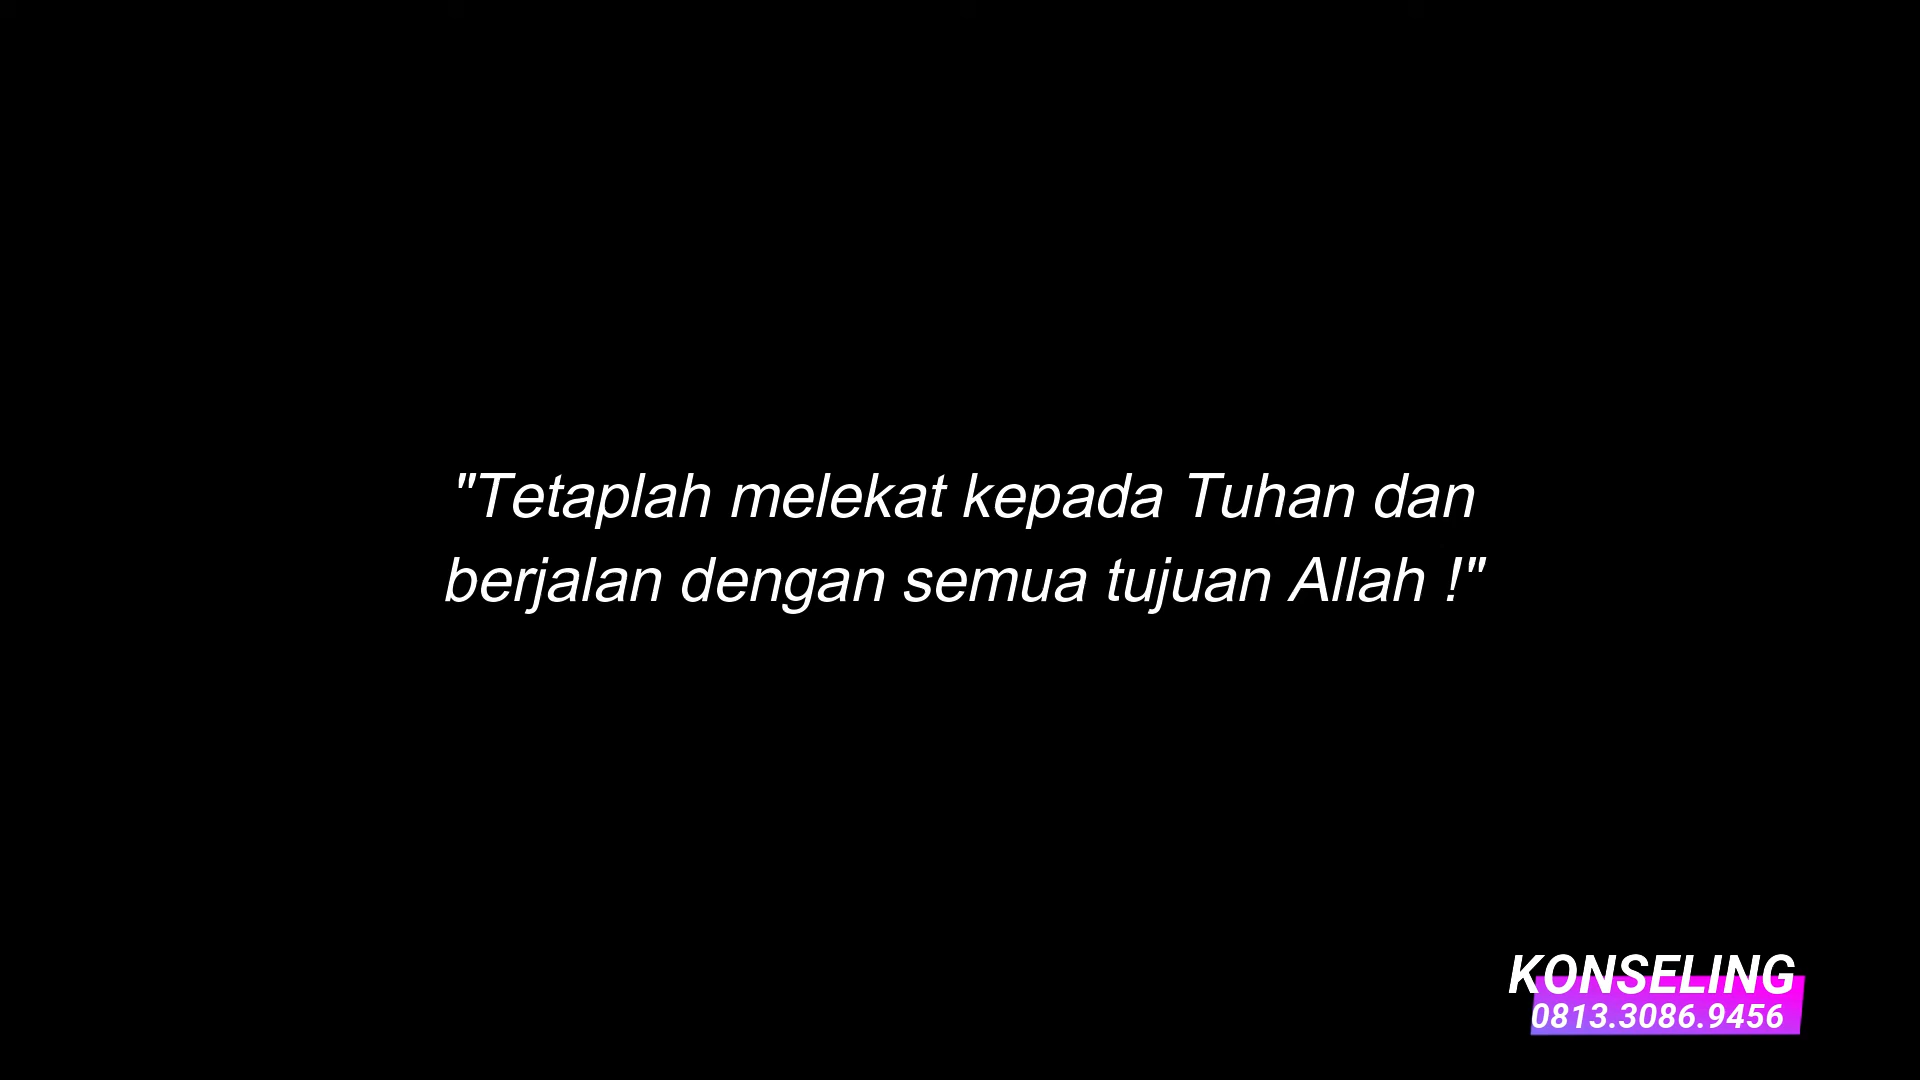 "Tetaplah melekat kepada Tuhan dan
berjalan dengan semua tujuan Allah !"
KONSELING
0813.3086.9456